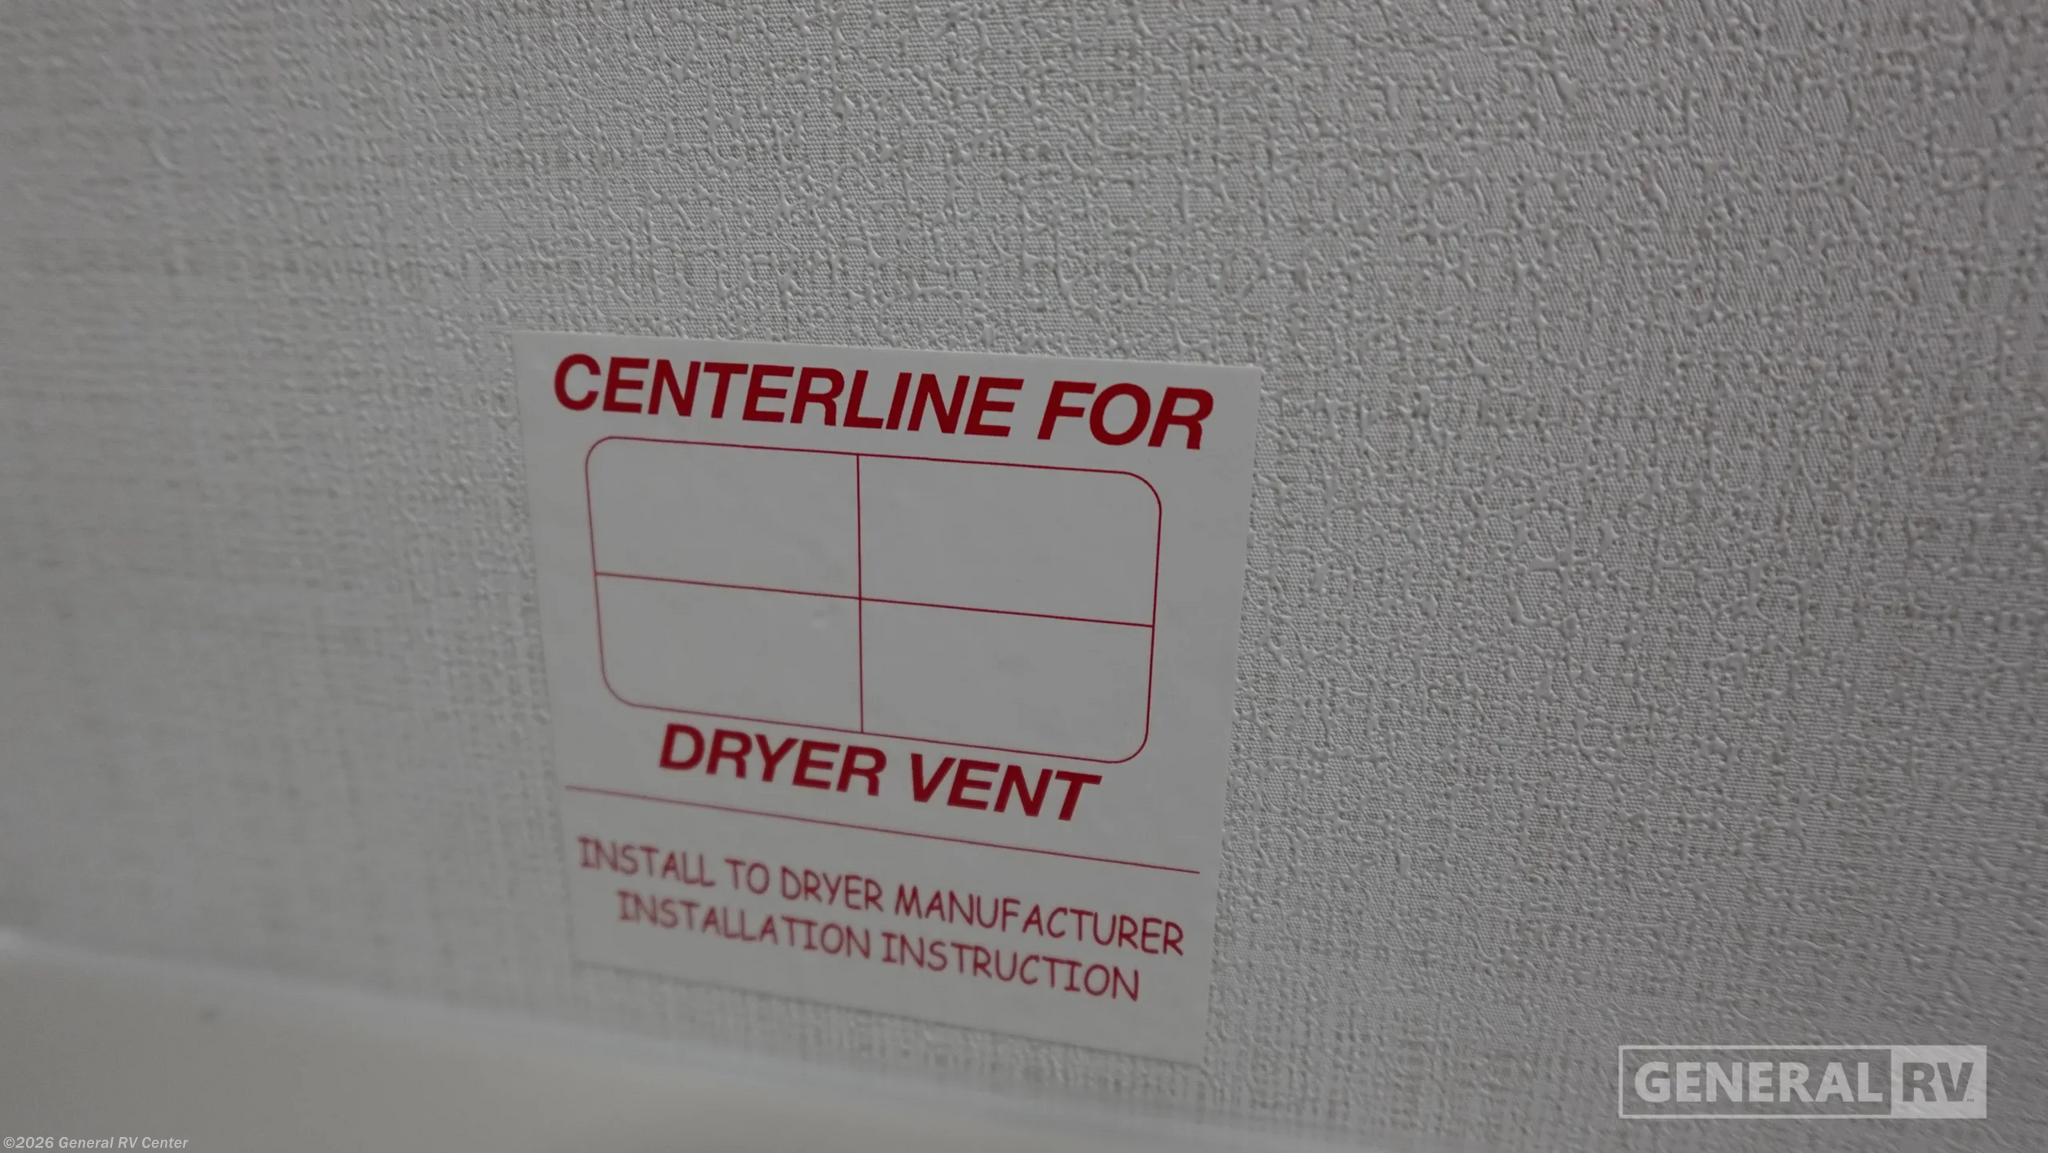 CENTERLINE FOR
DRYER VENT
INSTALL TO DRYER MANUFACTURER
INSTALLATION INSTRUCTION
GENERAL RV
©2026 General RV Center